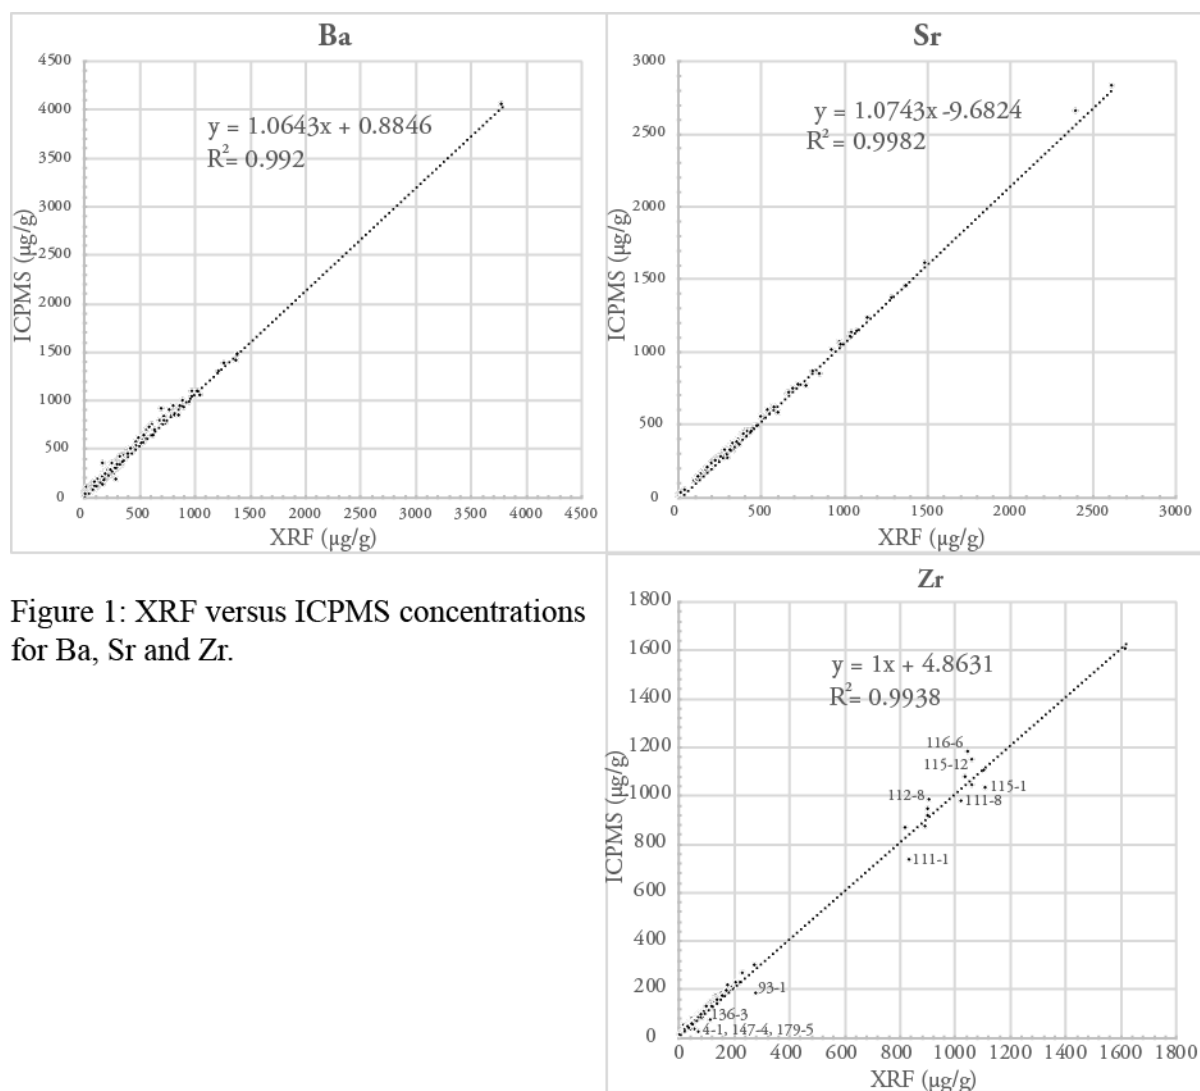 Ba
4500
4000
3500
3000
2500
2000
1500
1000
500
0
ICPMS (µg/g)
y = 1.0643x + 0.8846
R²= 0.992
0 500 1000 1500 2000 2500 3000 3500 4000 4500
XRF (µg/g)
Sr
3000
2500
2000
1500
1000
500
0
ICPMS (µg/g)
y = 1.0743x -9.6824
R²= 0.9982
0 500 1000 1500 2000 2500 3000
XRF (µg/g)
Figure 1: XRF versus ICPMS concentrations
for Ba, Sr and Zr.
Zr
1800
1600
1400
1200
1000
800
600
400
200
0
ICPMS (µg/g)
y = 1x + 4.8631
R²= 0.9938
116-6
115-12
115-1
112-8
111-8
111-1
93-1
136-3
4-1, 147-4, 179-5
0 200 400 600 800 1000 1200 1400 1600 1800
XRF (µg/g)